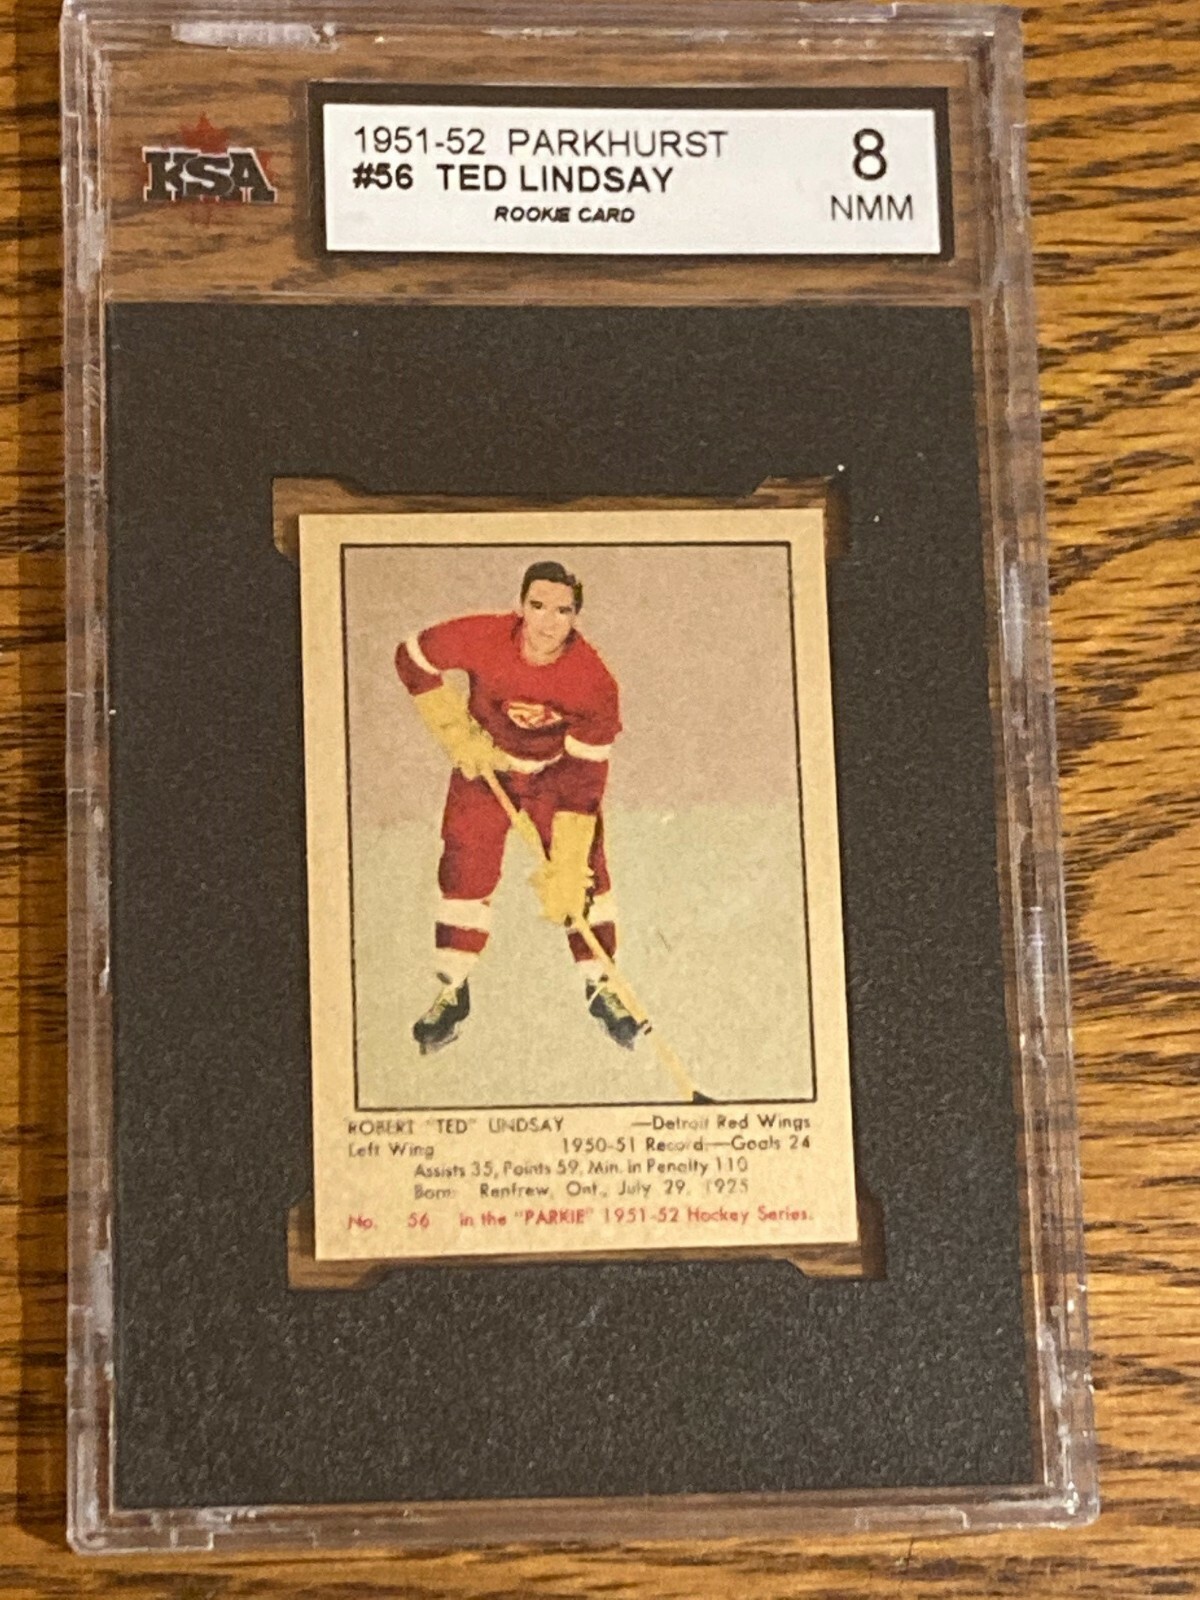 KSA
1951-52 PARKHURST
#56 TED LINDSAY
ROOKIE CARD
8
NMM
ROBERT "TED" LINDSAY —Detroit Red Wings
Left Wing 1950-51 Record—Goals 24
Assists 35, Points 59, Min. in Penalty 110
Born: Renfrew, Ont., July 29, 1925
No. 56 in the "PARKIE" 1951-52 Hockey Series.